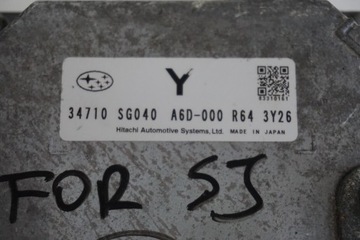 Y
34710 SG040 A6D-000 R64 3Y26
Hitachi Automotive Systems, Ltd. MADE IN JAPAN
FOR SJ